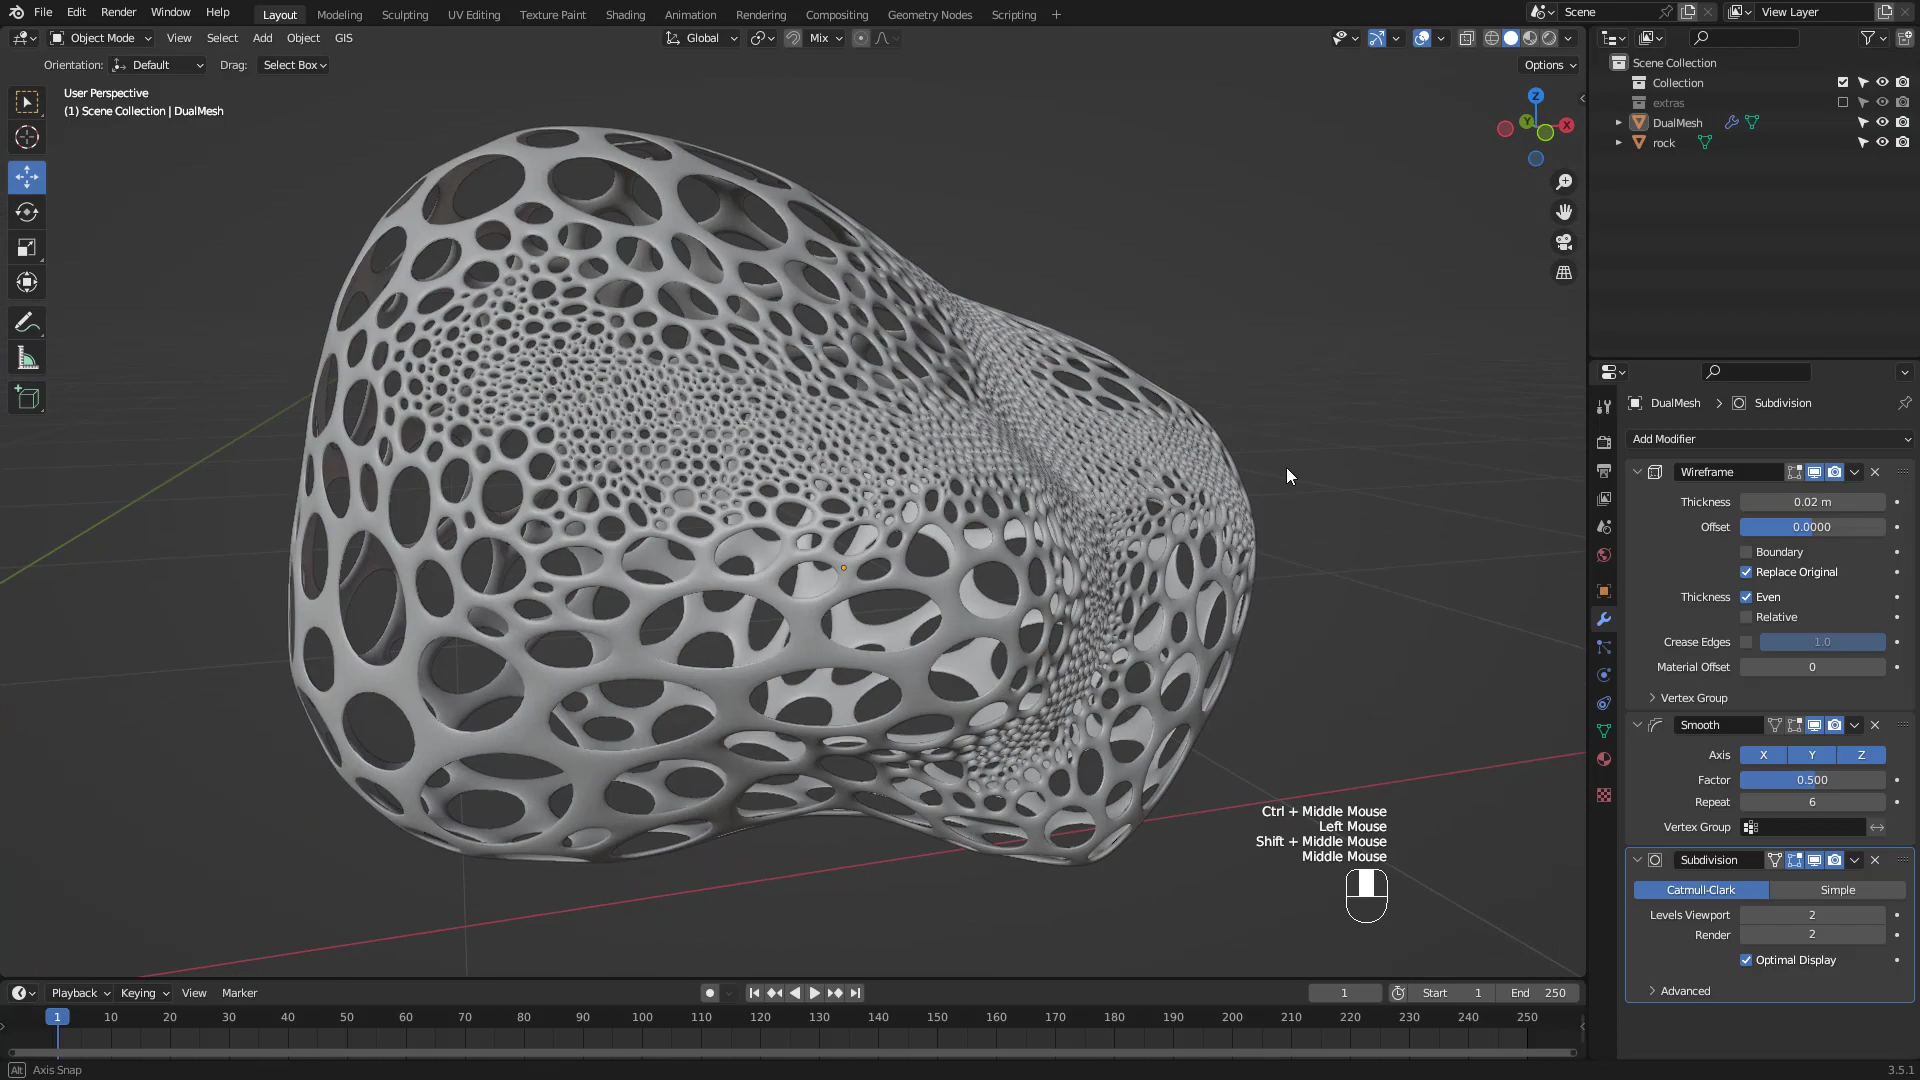 File Edit Render Window Help Layout Modeling Sculpting UV Editing Texture Paint Shading Animation Rendering Compositing Geometry Nodes Scripting + Scene View Layer
Object Mode View Select Add Object GIS Global Mix
Orientation: Default Drag: Select Box Options
User Perspective
(1) Scene Collection | DualMesh
Z
Y
X
Scene Collection
Collection
extras
DualMesh
rock
DualMesh > Subdivision
Add Modifier
Wireframe
Thickness 0.02 m
Offset 0.0000
Boundary
Replace Original
Thickness Even
Relative
Crease Edges 1.0
Material Offset 0
Vertex Group
Smooth
Axis X Y Z
Factor 0.500
Repeat 6
Vertex Group
Subdivision
Catmull-Clark Simple
Levels Viewport 2
Render 2
Optimal Display
Advanced
Ctrl + Middle Mouse
Left Mouse
Shift + Middle Mouse
Middle Mouse
Playback Keying View Marker 1 Start 1 End 250
1 10 20 30 40 50 60 70 80 90 100 110 120 130 140 150 160 170 180 190 200 210 220 230 240 250
Alt Axis Snap 3.5.1